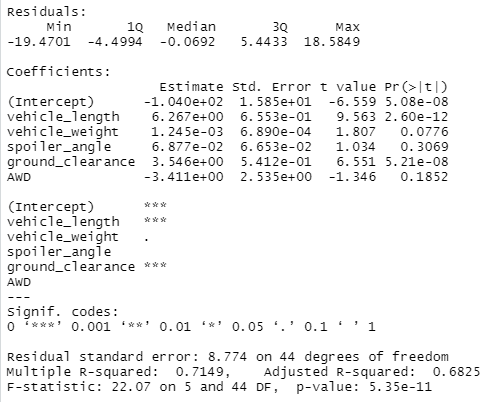 Residuals:
     Min       1Q   Median       3Q      Max
-19.4701  -4.4994  -0.0692   5.4433  18.5849

Coefficients:
                   Estimate Std. Error t value Pr(>|t|)
(Intercept)      -1.040e+02  1.585e+01  -6.559 5.08e-08
vehicle_length    6.267e+00  6.553e-01   9.563 2.60e-12
vehicle_weight    1.245e-03  6.890e-04   1.807   0.0776
spoiler_angle     6.877e-02  6.653e-02   1.034   0.3069
ground_clearance  3.546e+00  5.412e-01   6.551 5.21e-08
AWD              -3.411e+00  2.535e+00  -1.346   0.1852

(Intercept)      ***
vehicle_length   ***
vehicle_weight   .
spoiler_angle
ground_clearance ***
AWD
---
Signif. codes:
0 ‘***’ 0.001 ‘**’ 0.01 ‘*’ 0.05 ‘.’ 0.1 ‘ ’ 1

Residual standard error: 8.774 on 44 degrees of freedom
Multiple R-squared:  0.7149,	Adjusted R-squared:  0.6825
F-statistic: 22.07 on 5 and 44 DF,  p-value: 5.35e-11